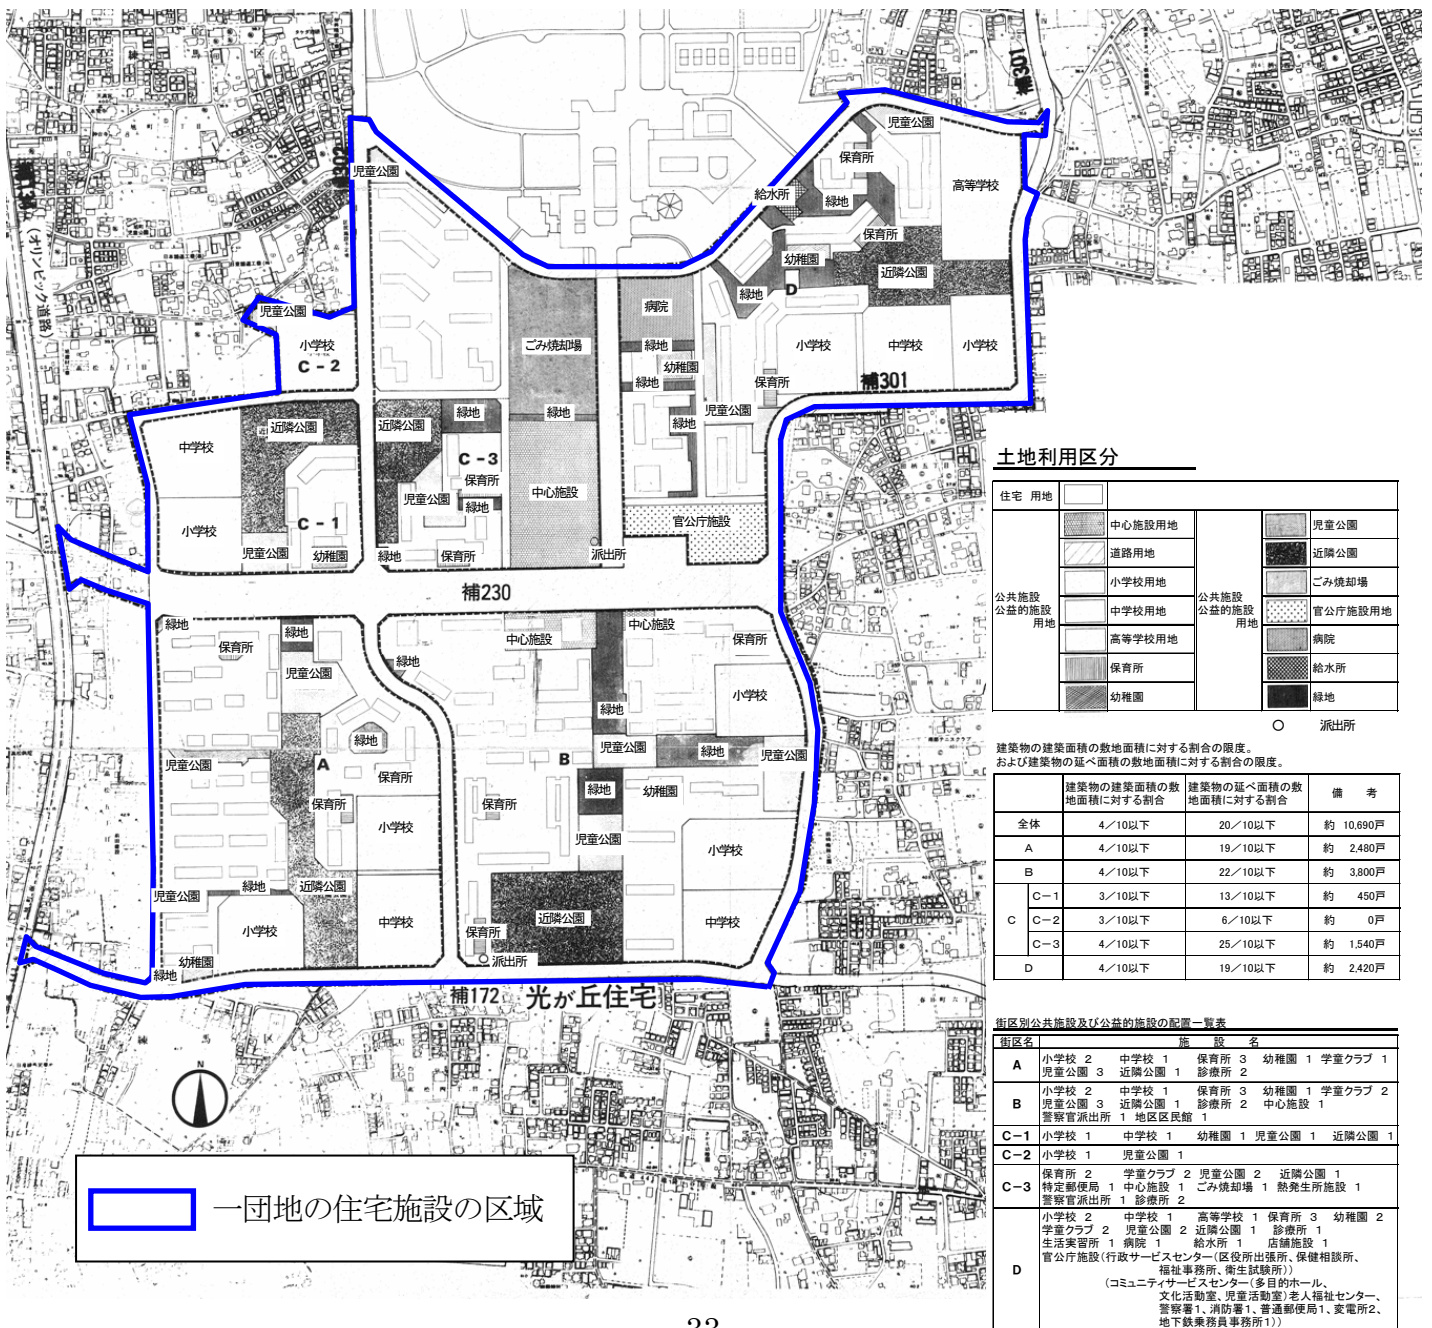 児童公園
児童公園
保育所
高等学校
給水所
緑地
保育所
幼稚園
近隣公園
緑地
D
児童公園
小学校
C-2
病院
ごみ焼却場
緑地
幼稚園
緑地
小学校
中学校
小学校
保育所
補301
児童公園
緑地
緑地
緑地
近隣公園
近隣公園
中学校
C-3
保育所
児童公園
緑地
中心施設
官公庁施設
小学校
C-1
児童公園
幼稚園
緑地
保育所
派出所
補230
補301
補302
(オリンピック道路)
緑地
保育所
緑地
児童公園
緑地
中心施設
中心施設
保育所
小学校
緑地
緑地
児童公園
緑地
児童公園
児童公園
A
保育所
B
緑地
幼稚園
保育所
保育所
小学校
児童公園
小学校
児童公園
緑地
近隣公園
小学校
中学校
保育所
近隣公園
中学校
幼稚園
緑地
派出所
補172
光が丘住宅
練馬区
N
一団地の住宅施設の区域
土地利用区分
住宅 用地
公共施設
公益的施設
用地
中心施設用地
道路用地
小学校用地
中学校用地
高等学校用地
保育所
幼稚園
公共施設
公益的施設
用地
児童公園
近隣公園
ごみ焼却場
官公庁施設用地
病院
給水所
緑地
○ 派出所
建築物の建築面積の敷地面積に対する割合の限度。
および建築物の延べ面積の敷地面積に対する割合の限度。
建築物の建築面積の敷地面積に対する割合 建築物の延べ面積の敷地面積に対する割合 備 考
全体 4/10以下 20/10以下 約 10,690戸
A 4/10以下 19/10以下 約 2,480戸
B 4/10以下 22/10以下 約 3,800戸
C C-1 3/10以下 13/10以下 約 450戸
C-2 3/10以下 6/10以下 約 0戸
C-3 4/10以下 25/10以下 約 1,540戸
D 4/10以下 19/10以下 約 2,420戸
街区別公共施設及び公益的施設の配置一覧表
街区名 施 設 名
A 小学校 2 中学校 1 保育所 3 幼稚園 1 学童クラブ 1
児童公園 3 近隣公園 1 診療所 2
B 小学校 2 中学校 1 保育所 3 幼稚園 1 学童クラブ 2
児童公園 3 近隣公園 1 診療所 2 中心施設 1
警察官派出所 1 地区区民館 1
C-1 小学校 1 中学校 1 幼稚園 1 児童公園 1 近隣公園 1
C-2 小学校 1 児童公園 1
C-3 保育所 2 学童クラブ 2 児童公園 2 近隣公園 1
特定郵便局 1 中心施設 1 ごみ焼却場 1 熱発生所施設 1
警察官派出所 1 診療所 2
D 小学校 2 中学校 1 高等学校 1 保育所 3 幼稚園 2
学童クラブ 2 児童公園 2 近隣公園 1 診療所 1
生活実習所 1 病院 1 給水所 1 店舗施設 1
官公庁施設(行政サービスセンター(区役所出張所、保健相談所、
福祉事務所、衛生試験所))
(コミュニティサービスセンター(多目的ホール、
文化活動室、児童活動室)老人福祉センター、
警察署1、消防署1、普通郵便局1、変電所2、
地下鉄乗務員事務所1))
33